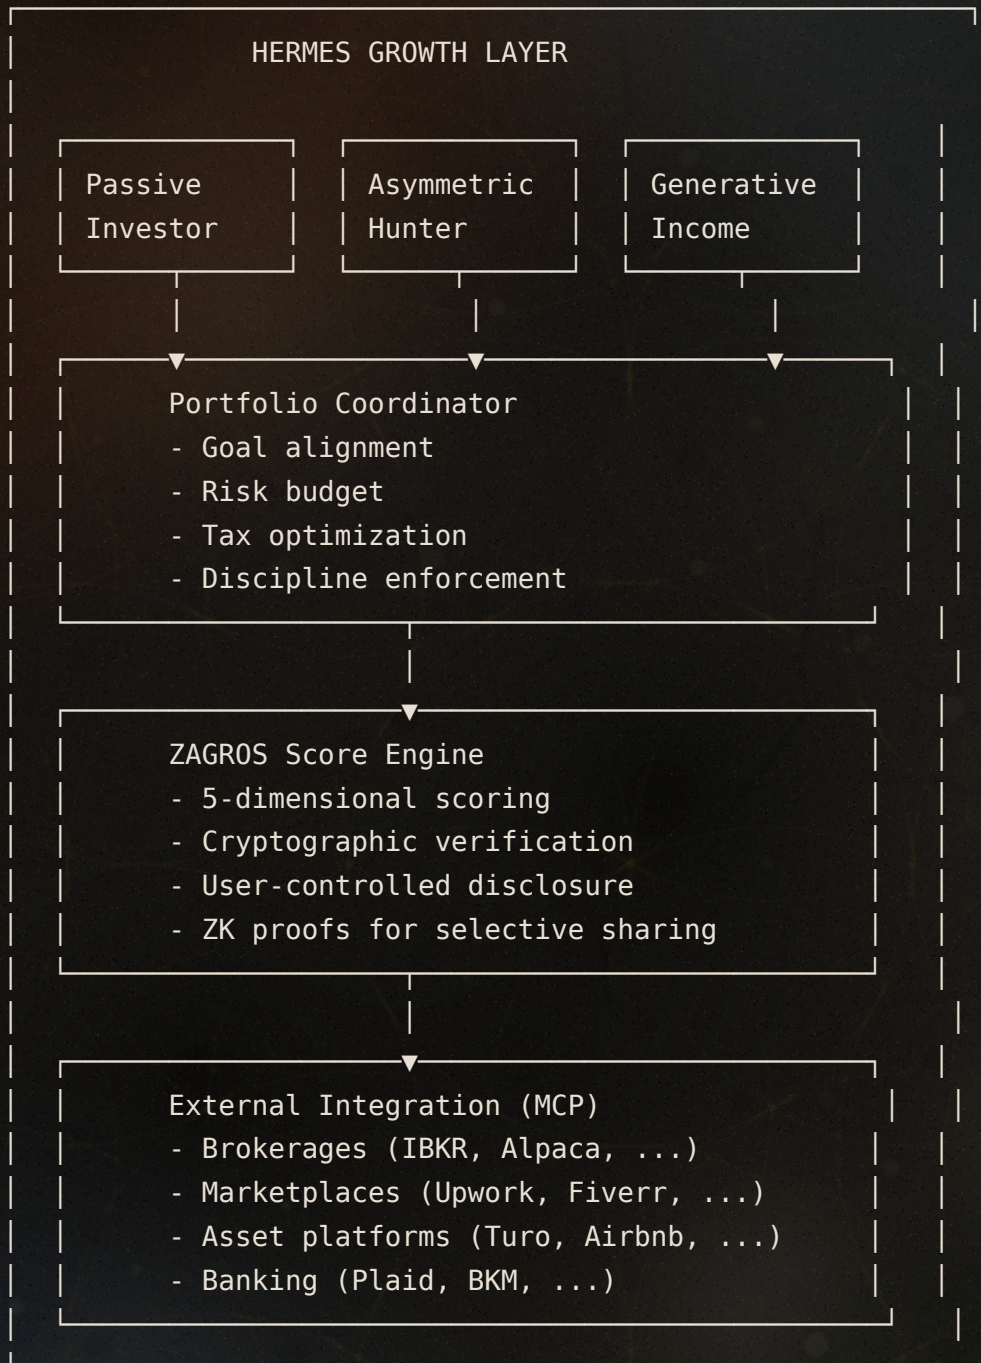 HERMES GROWTH LAYER
Passive Asymmetric Generative
Investor Hunter Income
Portfolio Coordinator
- Goal alignment
- Risk budget
- Tax optimization
- Discipline enforcement
ZAGROS Score Engine
- 5-dimensional scoring
- Cryptographic verification
- User-controlled disclosure
- ZK proofs for selective sharing
External Integration (MCP)
- Brokerages (IBKR, Alpaca, ...)
- Marketplaces (Upwork, Fiverr, ...)
- Asset platforms (Turo, Airbnb, ...)
- Banking (Plaid, BKM, ...)